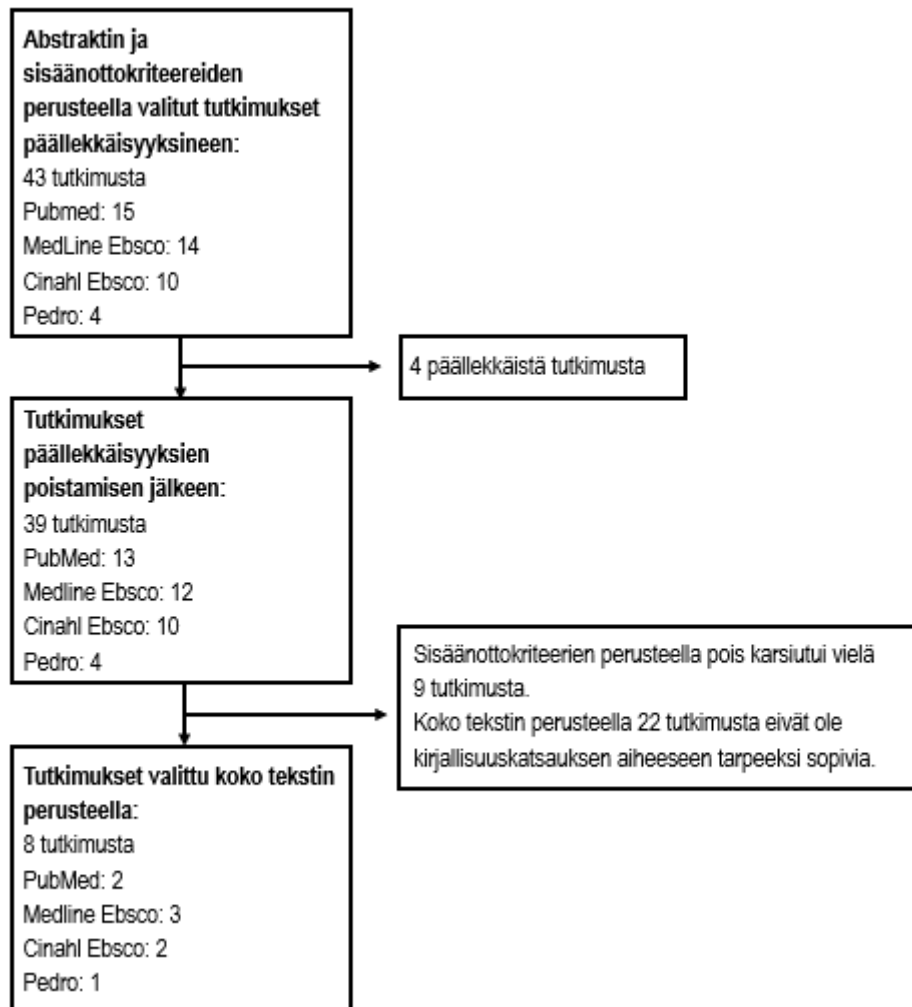 Abstraktin ja
sisäänottokriteereiden
perusteella valitut tutkimukset
päällekkäisyyksineen:
43 tutkimusta
Pubmed: 15
MedLine Ebsco: 14
Cinahl Ebsco: 10
Pedro: 4
4 päällekkäistä tutkimusta
Tutkimukset
päällekkäisyyksien
poistamisen jälkeen:
39 tutkimusta
PubMed: 13
Medline Ebsco: 12
Cinahl Ebsco: 10
Pedro: 4
Sisäänottokriteerien perusteella pois karsiutui vielä
9 tutkimusta.
Koko tekstin perusteella 22 tutkimusta eivät ole
kirjallisuuskatsauksen aiheeseen tarpeeksi sopivia.
Tutkimukset valittu koko tekstin
perusteella:
8 tutkimusta
PubMed: 2
Medline Ebsco: 3
Cinahl Ebsco: 2
Pedro: 1